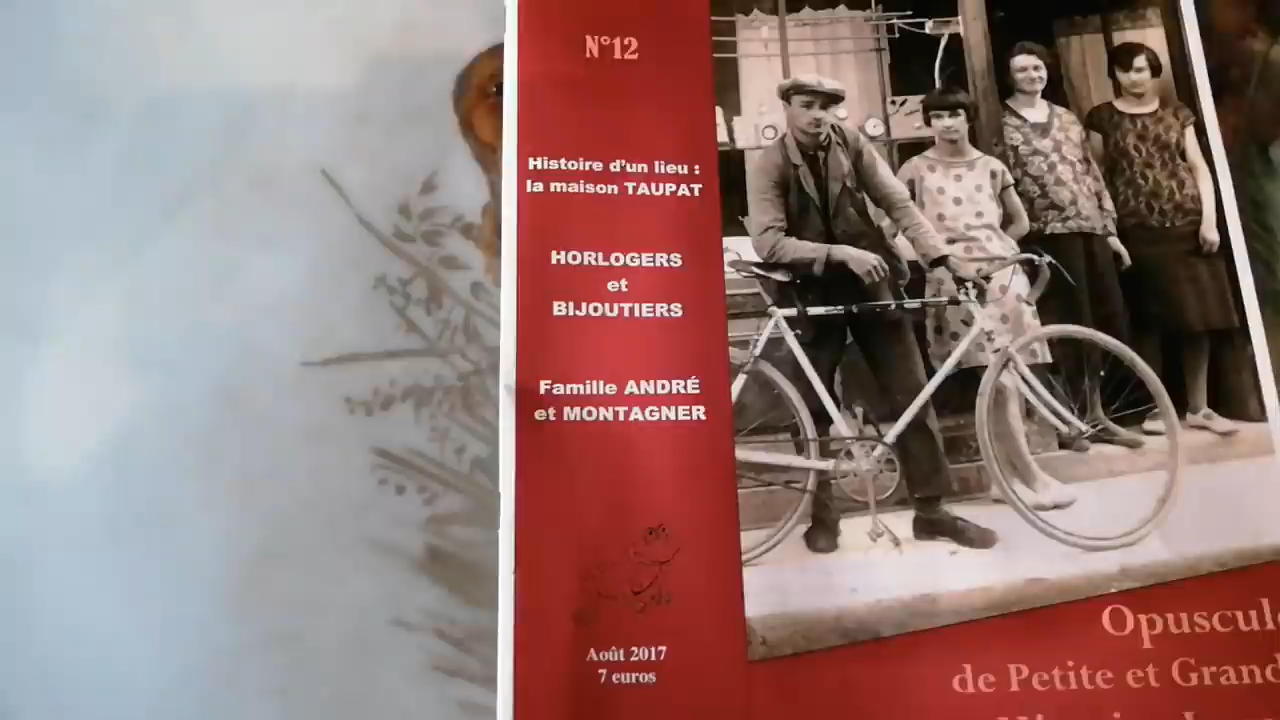 N°12
Histoire d'un lieu :
la maison TAUPAT
HORLOGERS
et
BIJOUTIERS
Famille ANDRÉ
et MONTAGNER
Août 2017
7 euros
Opuscul
de Petite et Grand